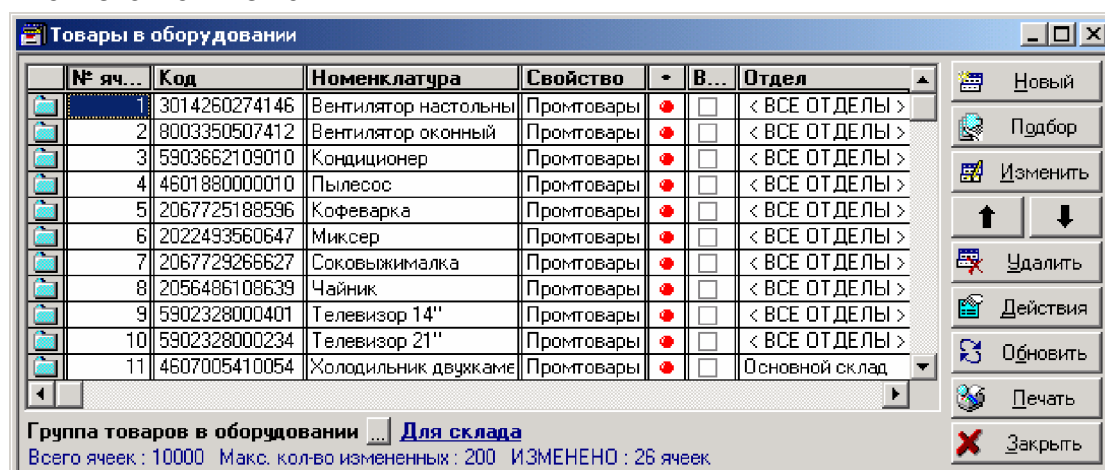 Товары в оборудовании
№ яч... Код Номенклатура Свойство • В... Отдел
1 3014260274146 Вентилятор настольны Промтовары < ВСЕ ОТДЕЛЫ >
2 8003350507412 Вентилятор оконный Промтовары < ВСЕ ОТДЕЛЫ >
3 5903662109010 Кондиционер Промтовары < ВСЕ ОТДЕЛЫ >
4 4601880000010 Пылесос Промтовары < ВСЕ ОТДЕЛЫ >
5 2067725188596 Кофеварка Промтовары < ВСЕ ОТДЕЛЫ >
6 2022493560647 Миксер Промтовары < ВСЕ ОТДЕЛЫ >
7 2067729266627 Соковыжималка Промтовары < ВСЕ ОТДЕЛЫ >
8 2056486108639 Чайник Промтовары < ВСЕ ОТДЕЛЫ >
9 5902328000401 Телевизор 14'' Промтовары < ВСЕ ОТДЕЛЫ >
10 5902328000234 Телевизор 21'' Промтовары < ВСЕ ОТДЕЛЫ >
11 4607005410054 Холодильник двухкаме Промтовары Основной склад
Группа товаров в оборудовании ... Для склада
Всего ячеек : 10000 Макс. кол-во измененных : 200 ИЗМЕНЕНО : 26 ячеек
Новый
Подбор
Изменить
Удалить
Действия
Обновить
Печать
Закрыть